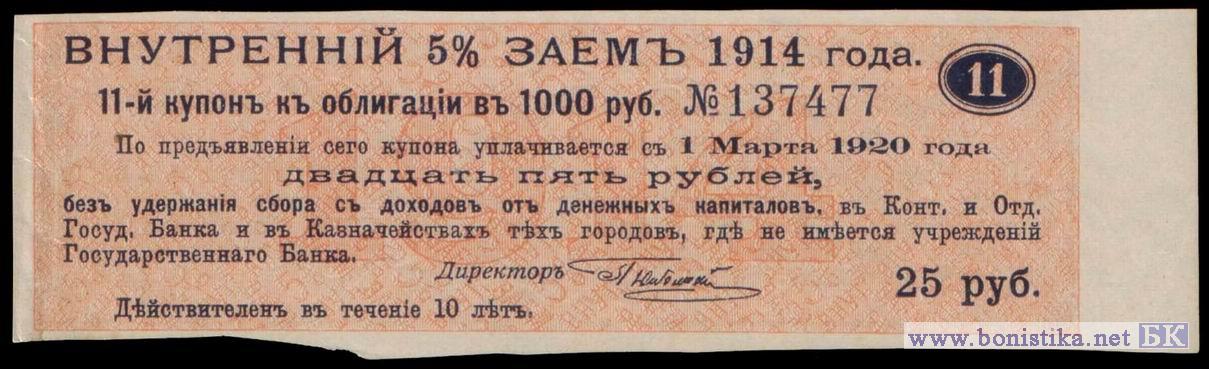 ВНУТРЕННІЙ 5% ЗАЕМЪ 1914 года.
11
11-й купонъ къ облигаціи въ 1000 руб. № 137477
По предъявленіи сего купона уплачивается съ 1 Марта 1920 года
двадцать пять рублей,
безъ удержанія сбора съ доходовъ отъ денежныхъ капиталовъ, въ Конт. и Отд.
Госуд. Банка и въ Казначействахъ тѣхъ городовъ, гдѣ не имѣется учрежденій
Государственнаго Банка.
Директоръ
25 руб.
Дѣйствителенъ въ теченіе 10 лѣтъ.
www.bonistika.net БК